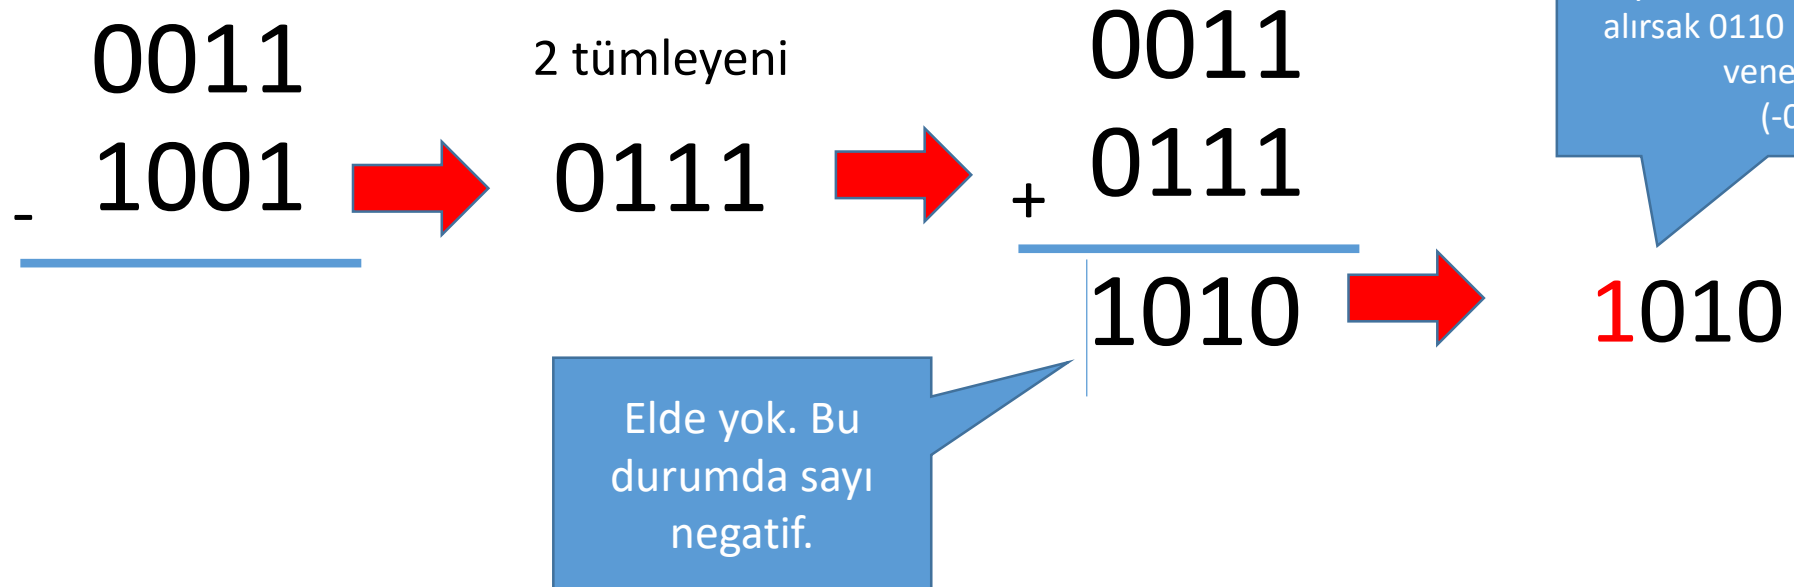 0011
- 1001
2 tümleyeni
0111
0011
+ 0111
1010
Elde yok. Bu
durumda sayı
negatif.
alırsak 0110
1010